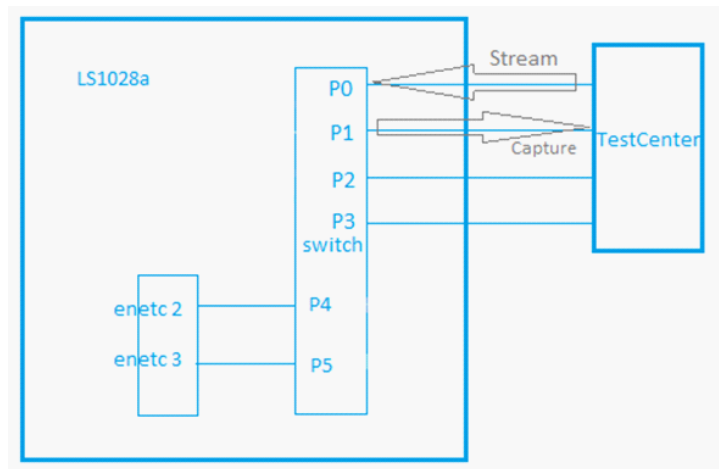 LS1028a
Stream
P0
P1
TestCenter
Capture
P2
P3
switch
enetc 2
P4
enetc 3
P5